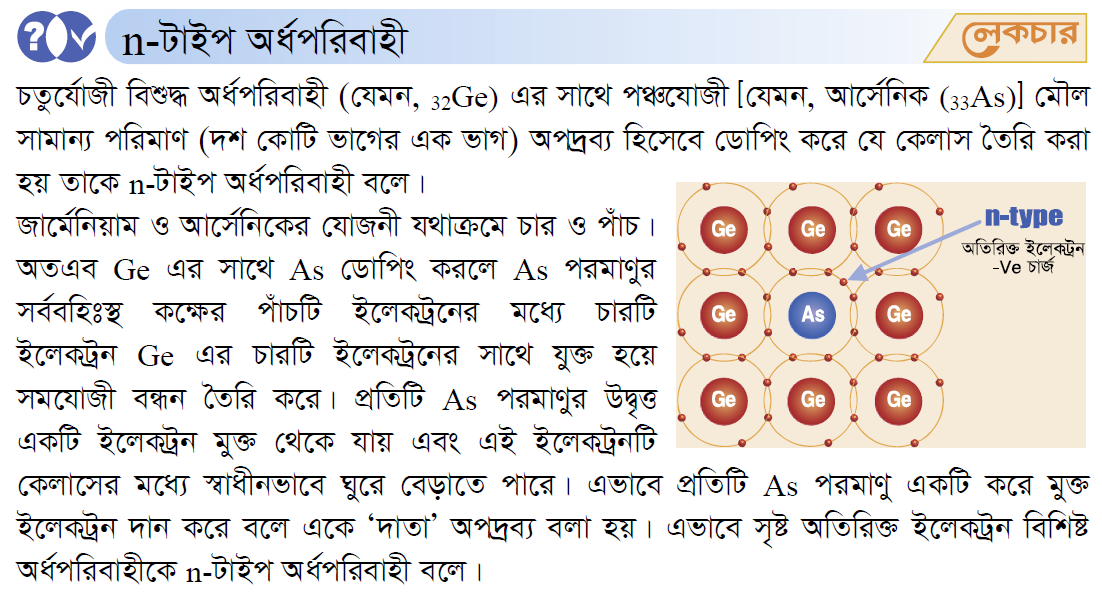 ?
n-টাইপ অর্ধপরিবাহী
লেকচার
চতুর্যোজী বিশুদ্ধ অর্ধপরিবাহী (যেমন, ₃₂Ge) এর সাথে পঞ্চযোজী [যেমন, আর্সেনিক (₃₃As)] মৌল
সামান্য পরিমাণ (দশ কোটি ভাগের এক ভাগ) অপদ্রব্য হিসেবে ডোপিং করে যে কেলাস তৈরি করা
হয় তাকে n-টাইপ অর্ধপরিবাহী বলে।
জার্মেনিয়াম ও আর্সেনিকের যোজনী যথাক্রমে চার ও পাঁচ।
অতএব Ge এর সাথে As ডোপিং করলে As পরমাণুর
সর্ববহিঃস্থ কক্ষের পাঁচটি ইলেকট্রনের মধ্যে চারটি
ইলেকট্রন Ge এর চারটি ইলেকট্রনের সাথে যুক্ত হয়ে
সমযোজী বন্ধন তৈরি করে। প্রতিটি As পরমাণুর উদ্বৃত্ত
একটি ইলেকট্রন মুক্ত থেকে যায় এবং এই ইলেকট্রনটি
কেলাসের মধ্যে স্বাধীনভাবে ঘুরে বেড়াতে পারে। এভাবে প্রতিটি As পরমাণু একটি করে মুক্ত
ইলেকট্রন দান করে বলে একে ‘দাতা’ অপদ্রব্য বলা হয়। এভাবে সৃষ্ট অতিরিক্ত ইলেকট্রন বিশিষ্ট
অর্ধপরিবাহীকে n-টাইপ অর্ধপরিবাহী বলে।
Ge Ge Ge
n-type
অতিরিক্ত ইলেকট্রন
-Ve চার্জ
Ge As Ge
Ge Ge Ge